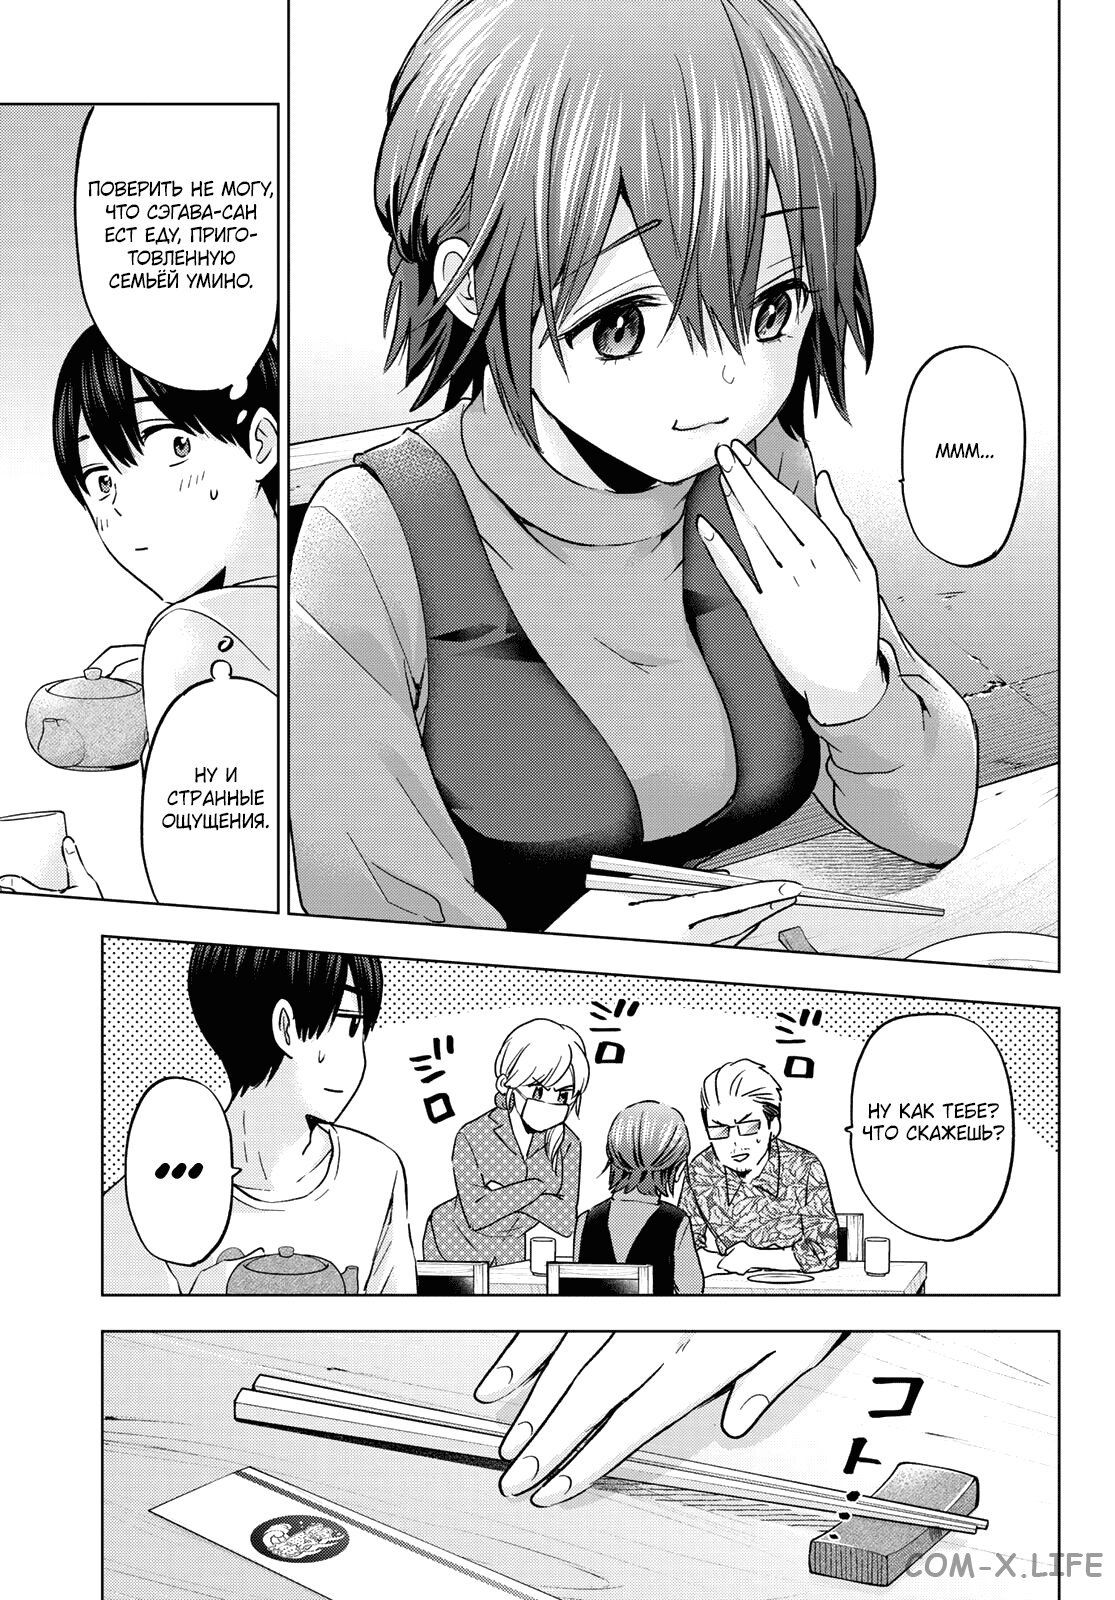 МММ...
ПОВЕРИТЬ НЕ МОГУ,
ЧТО СЭГАВА-САН
ЕСТ ЕДУ, ПРИГО-
ТОВЛЕННУЮ
СЕМЬЁЙ УМИНО.
НУ И
СТРАННЫЕ
ОЩУЩЕНИЯ.
НУ КАК ТЕБЕ?
ЧТО СКАЖЕШЬ?
ジロ
ジロ
ジロ
...
コト
COM-X.LIFE